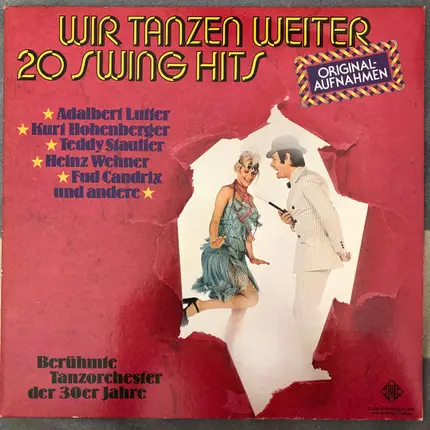 WIR TANZEN WEITER
20 SWING HITS
ORIGINAL-
AUFNAHMEN
Adalbert Lutter
Kurt Hohenberger
Teddy Stauffer
Heinz Wehner
Fud Candrix
und andere
Berühmte
Tanzorchester
der 30er Jahre